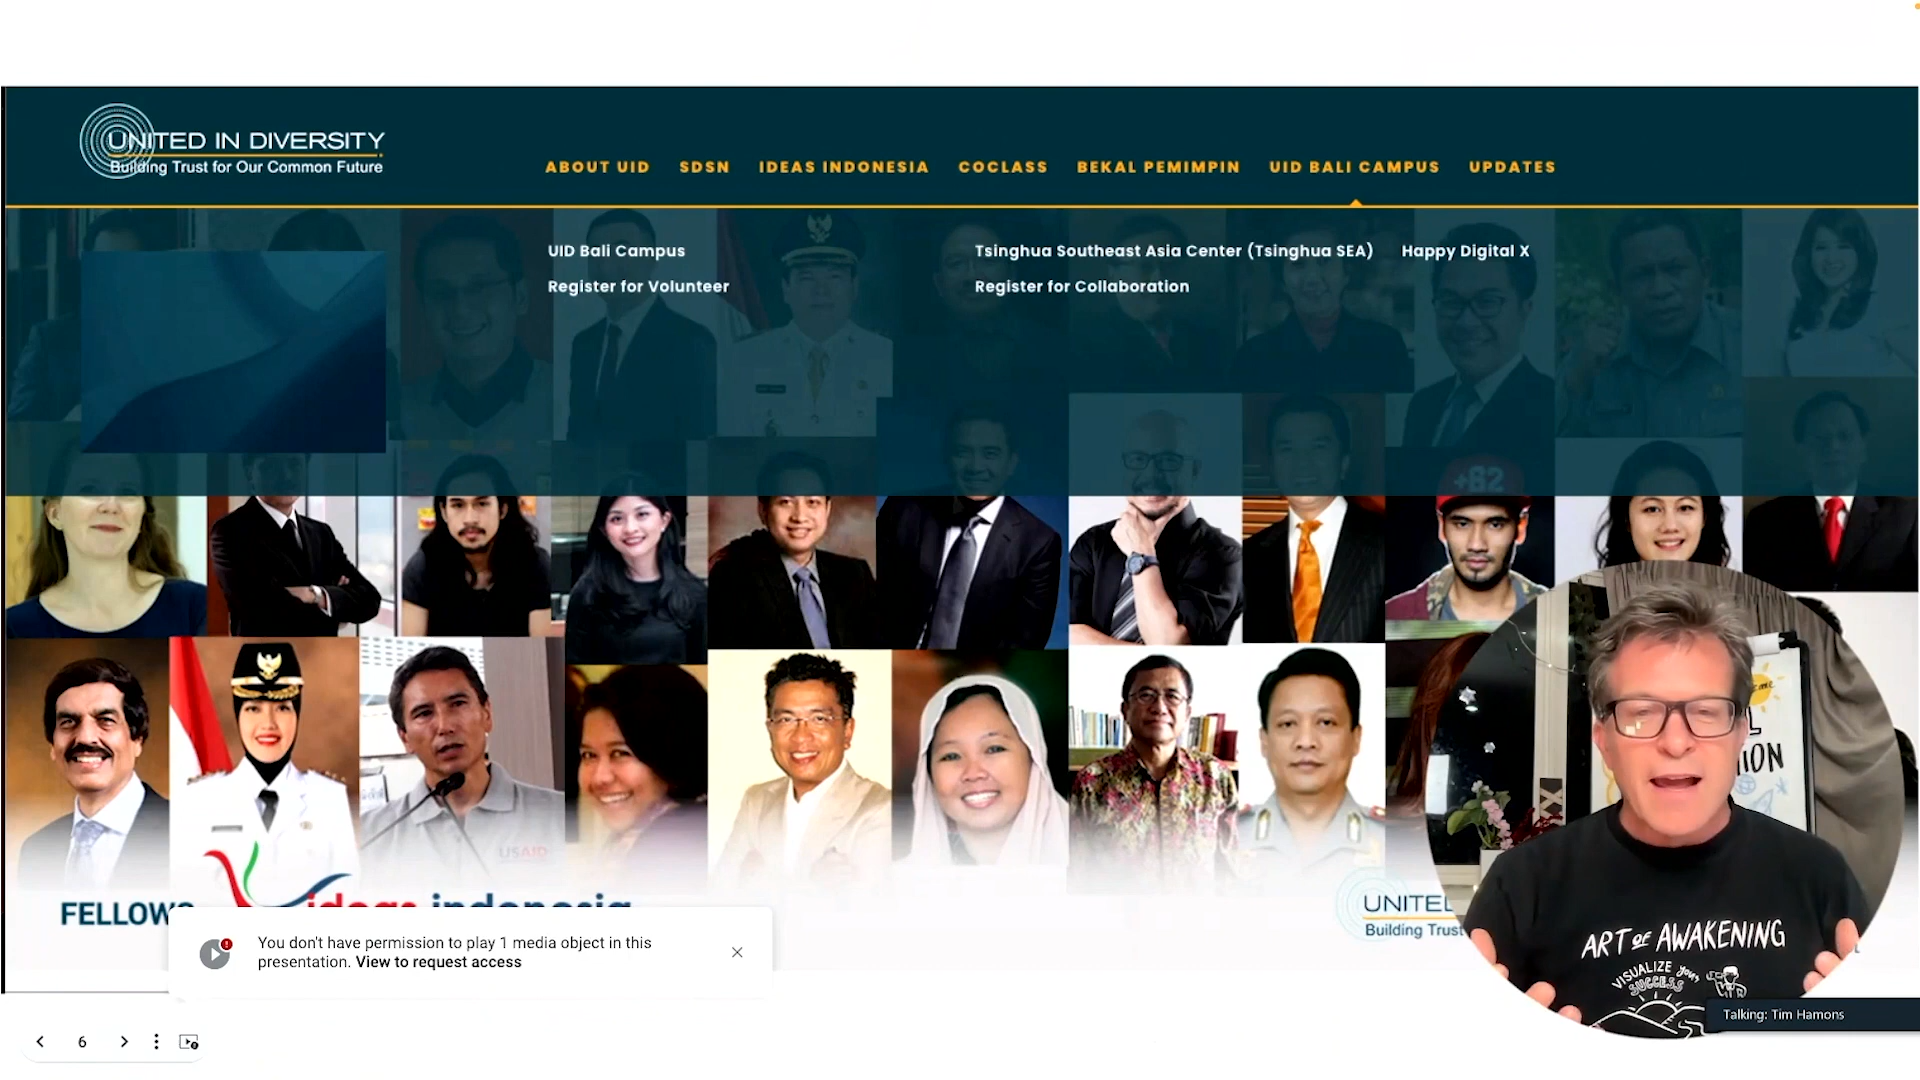 UNITED IN DIVERSITY
Building Trust for Our Common Future
ABOUT UID SDSN IDEAS INDONESIA COCLASS BEKAL PEMIMPIN UID BALI CAMPUS UPDATES
UID Bali Campus Tsinghua Southeast Asia Center (Tsinghua SEA) Happy Digital X
Register for Volunteer Register for Collaboration
+62
USAID
FELLOWS
ideas indonesia
UNITED
Building Trust
You don't have permission to play 1 media object in this
presentation. View to request access
ART of AWAKENING
VISUALIZE your
SUCCESS
Talking: Tim Hamons
6